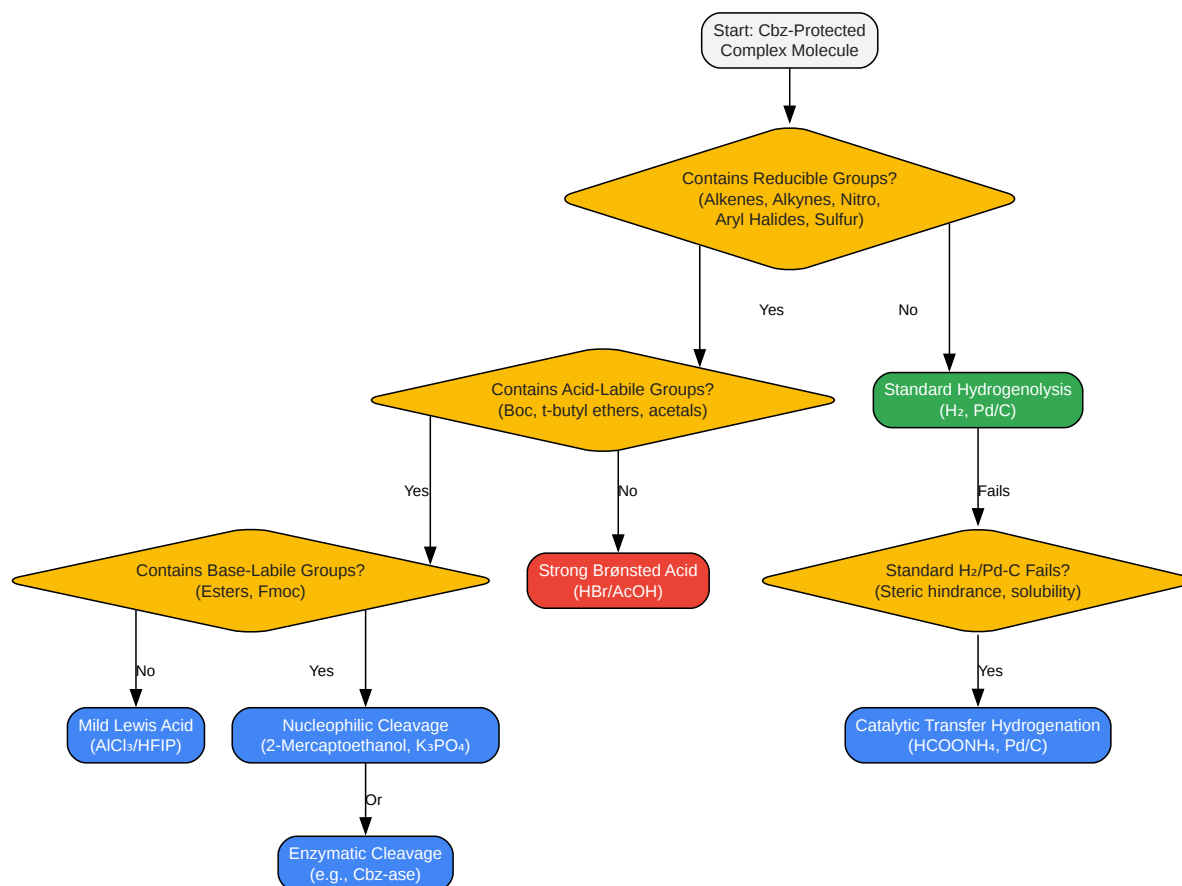 Start: Cbz-Protected
Complex Molecule
Contains Reducible Groups?
(Alkenes, Alkynes, Nitro,
Aryl Halides, Sulfur)
Yes
No
Contains Acid-Labile Groups?
(Boc, t-butyl ethers, acetals)
Standard Hydrogenolysis
(H₂, Pd/C)
Yes
No
Fails
Contains Base-Labile Groups?
(Esters, Fmoc)
Strong Brønsted Acid
(HBr/AcOH)
Standard H₂/Pd-C Fails?
(Steric hindrance, solubility)
No
Yes
Yes
Mild Lewis Acid
(AlCl₃/HFIP)
Nucleophilic Cleavage
(2-Mercaptoethanol, K₃PO₄)
Catalytic Transfer Hydrogenation
(HCOONH₄, Pd/C)
Or
Enzymatic Cleavage
(e.g., Cbz-ase)